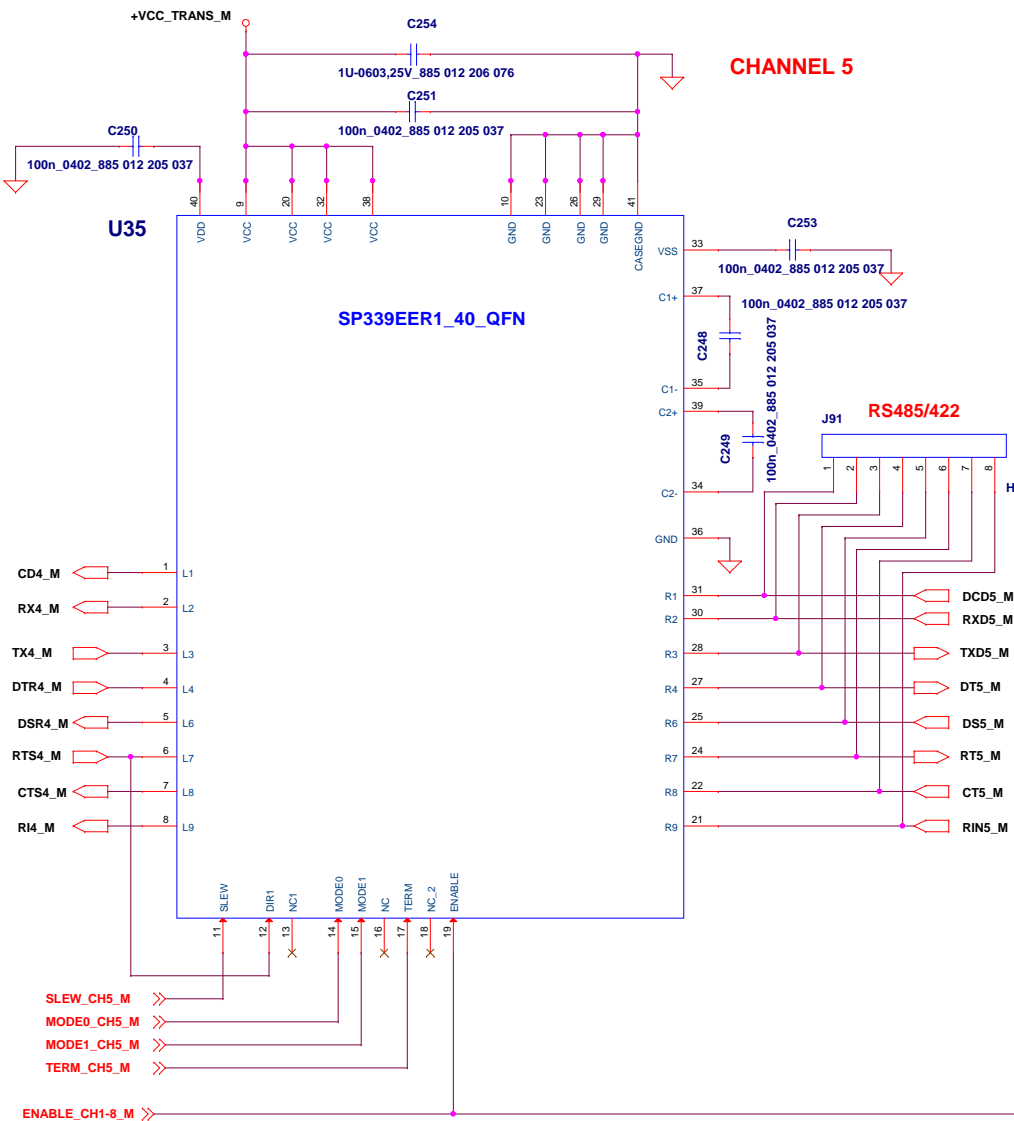 +VCC_TRANS_M
C254
1U-0603,25V_885 012 206 076
CHANNEL 5
C251
100n_0402_885 012 205 037
C250
100n_0402_885 012 205 037
40
9
20
32
38
10
23
26
29
41
U35
VDD
VCC
VCC
VCC
VCC
GND
GND
GND
GND
CASEGND
SP339EER1_40_QFN
VSS
33
C253
100n_0402_885 012 205 037
C1+
37
100n_0402_885 012 205 037
C248
C1-
35
C2+
39
C249
100n_0402_885 012 205 037
C2-
34
GND
36
J91
RS485/422
1
2
3
4
5
6
7
8
H
CD4_M
1
L1
RX4_M
2
L2
TX4_M
3
L3
DTR4_M
4
L4
DSR4_M
5
L6
RTS4_M
6
L7
CTS4_M
7
L8
RI4_M
8
L9
R1
31
DCD5_M
R2
30
RXD5_M
R3
28
TXD5_M
R4
27
DT5_M
R6
25
DS5_M
R7
24
RT5_M
R8
22
CT5_M
R9
21
RIN5_M
SLEW
DIR1
NC1
MODE0
MODE1
NC
TERM
NC_2
ENABLE
11
12
13
14
15
16
17
18
19
SLEW_CH5_M
MODE0_CH5_M
MODE1_CH5_M
TERM_CH5_M
ENABLE_CH1-8_M